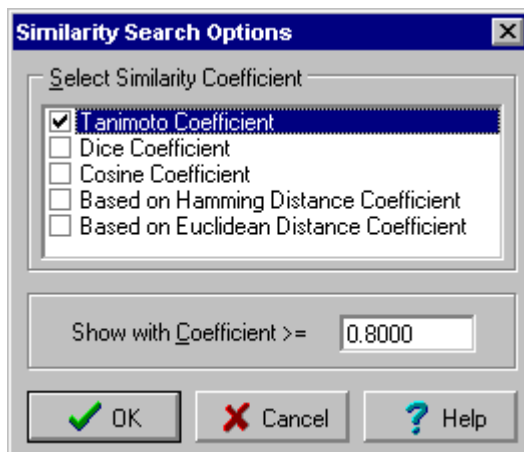 Similarity Search Options
Select Similarity Coefficient
Tanimoto Coefficient
Dice Coefficient
Cosine Coefficient
Based on Hamming Distance Coefficient
Based on Euclidean Distance Coefficient
Show with Coefficient >= 0.8000
OK Cancel ? Help